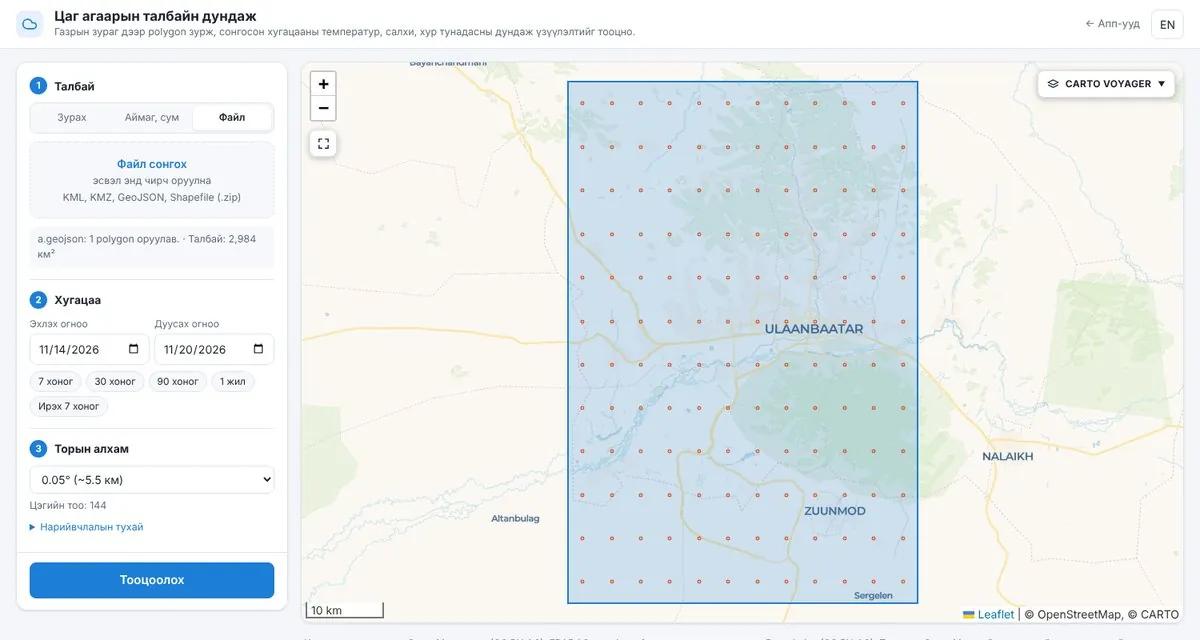 Цаг агаарын талбайн дундаж
Газрын зураг дээр polygon зурж, сонгосон хугацааны температур, салхи, хур тунадасны дундаж үзүүлэлтийг тооцно.
← Апп-ууд
EN
1 Талбай
Зурах Аймаг, сум Файл
Файл сонгох
эсвэл энд чирч оруулна
KML, KMZ, GeoJSON, Shapefile (.zip)
a.geojson: 1 polygon оруулав. · Талбай: 2,984
км²
2 Хугацаа
Эхлэх огноо Дуусах огноо
11/14/2026 11/20/2026
7 хоног 30 хоног 90 хоног 1 жил
Ирэх 7 хоног
3 Торын алхам
0.05° (~5.5 км)
Цэгийн тоо: 144
Нарийвчлалын тухай
Тооцоолох
+
−
CARTO VOYAGER ▼
ULAANBAATAR
NALAIKH
ZUUNMOD
Altanbulag
Sergelen
10 km
Leaflet | © OpenStreetMap, © CARTO